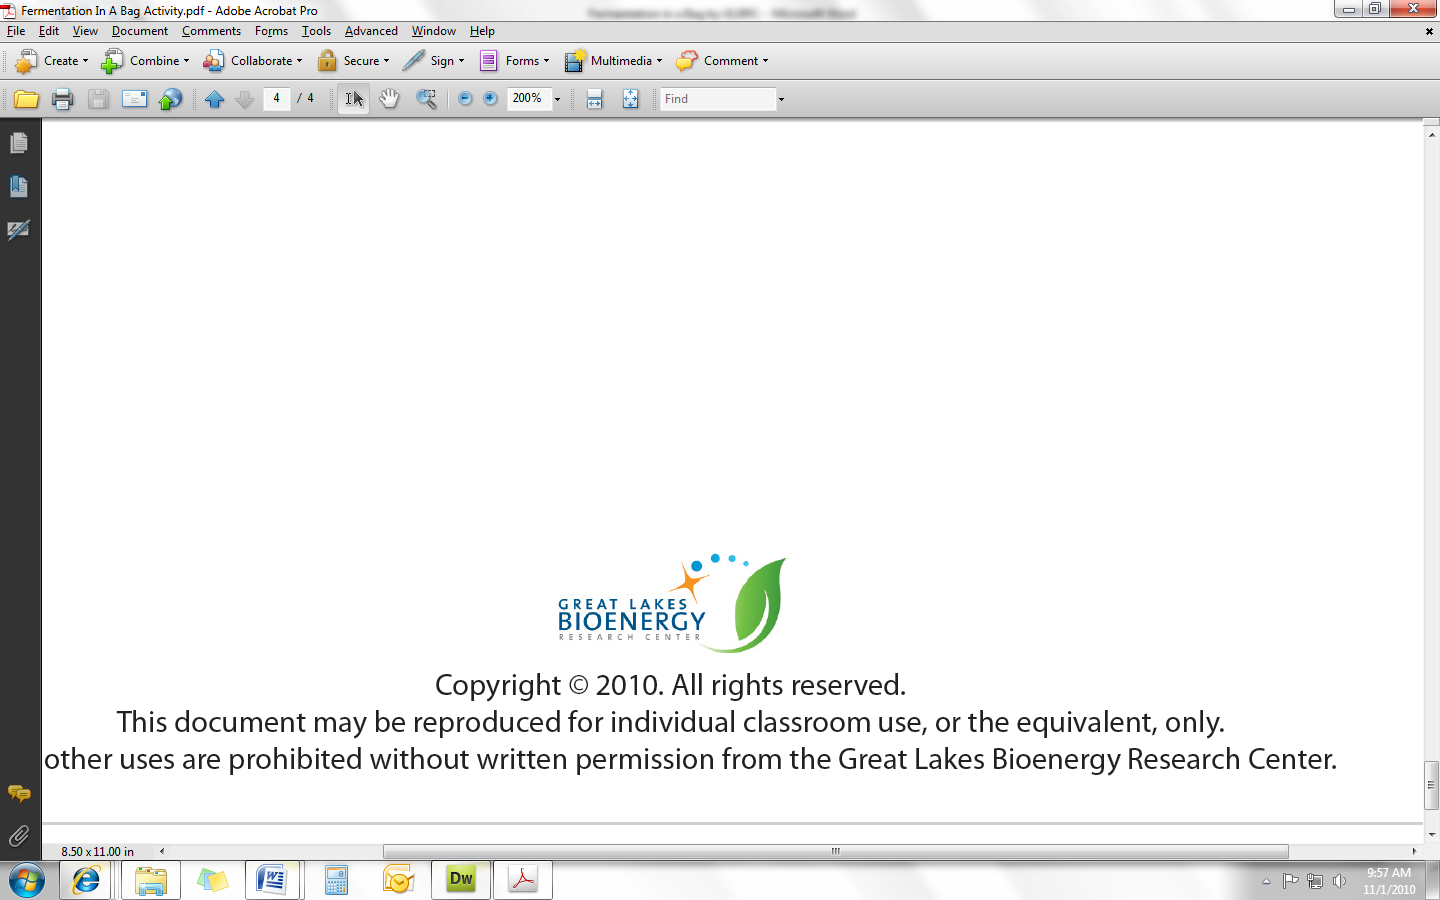 Fermentation In A Bag Activity.pdf - Adobe Acrobat Pro
File Edit View Document Comments Forms Tools Advanced Window Help
Create Combine Collaborate Secure Sign Forms Multimedia Comment
4 / 4 200% Find
GREAT LAKES
BIOENERGY
RESEARCH CENTER
Copyright © 2010. All rights reserved.
This document may be reproduced for individual classroom use, or the equivalent, only.
other uses are prohibited without written permission from the Great Lakes Bioenergy Research Center.
8.50 x 11.00 in
Dw
9:57 AM
11/1/2010